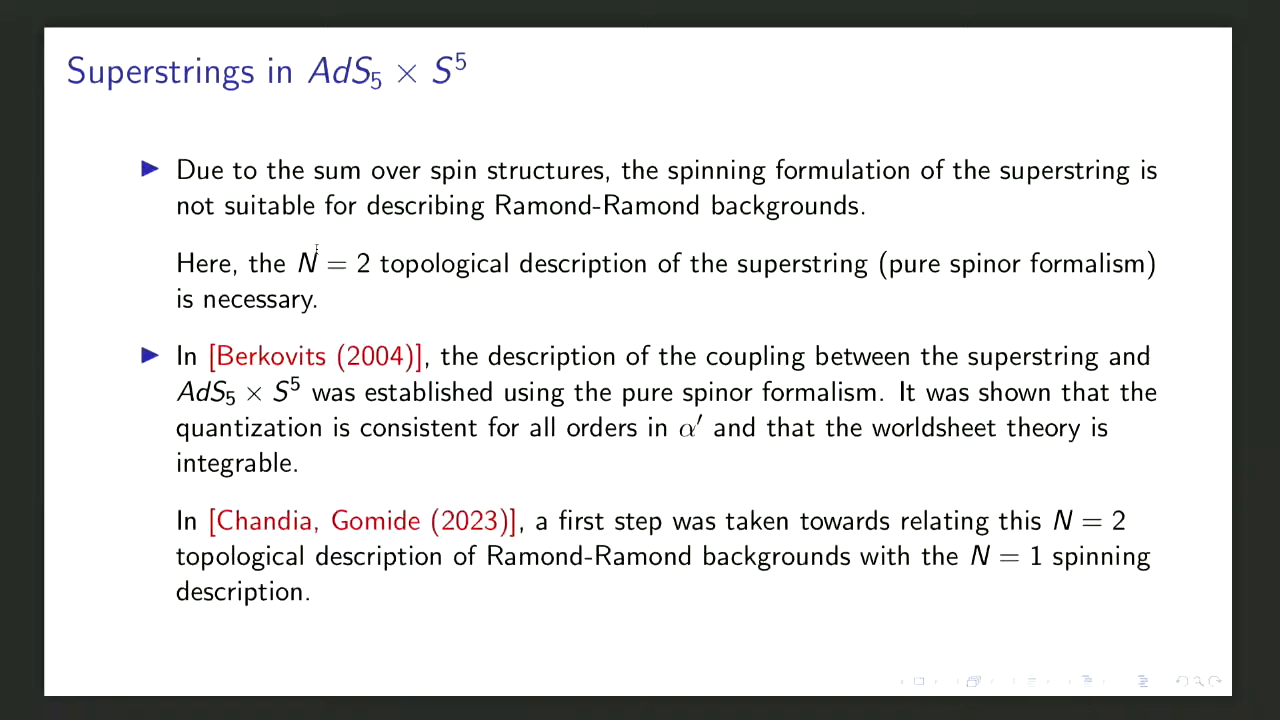 Superstrings in AdS₅ × S⁵
▶ Due to the sum over spin structures, the spinning formulation of the superstring is
not suitable for describing Ramond-Ramond backgrounds.
Here, the N = 2 topological description of the superstring (pure spinor formalism)
is necessary.
▶ In [Berkovits (2004)], the description of the coupling between the superstring and
AdS₅ × S⁵ was established using the pure spinor formalism. It was shown that the
quantization is consistent for all orders in α′ and that the worldsheet theory is
integrable.
In [Chandia, Gomide (2023)], a first step was taken towards relating this N = 2
topological description of Ramond-Ramond backgrounds with the N = 1 spinning
description.